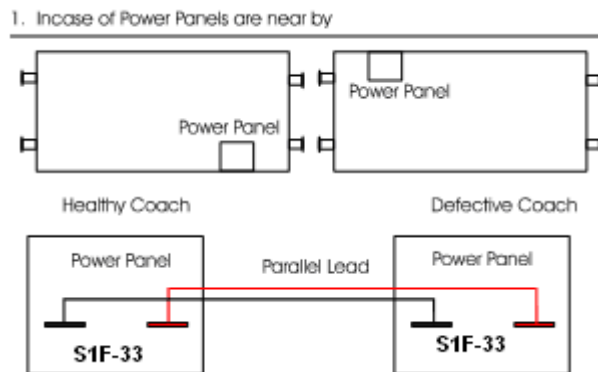 1. Incase of Power Panels are near by
Power Panel
Power Panel
Healthy Coach
Defective Coach
Power Panel
Parallel Lead
Power Panel
S1F-33
S1F-33